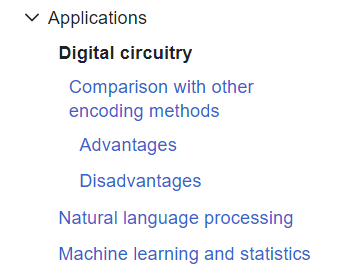 Applications
Digital circuitry
Comparison with other
encoding methods
Advantages
Disadvantages
Natural language processing
Machine learning and statistics